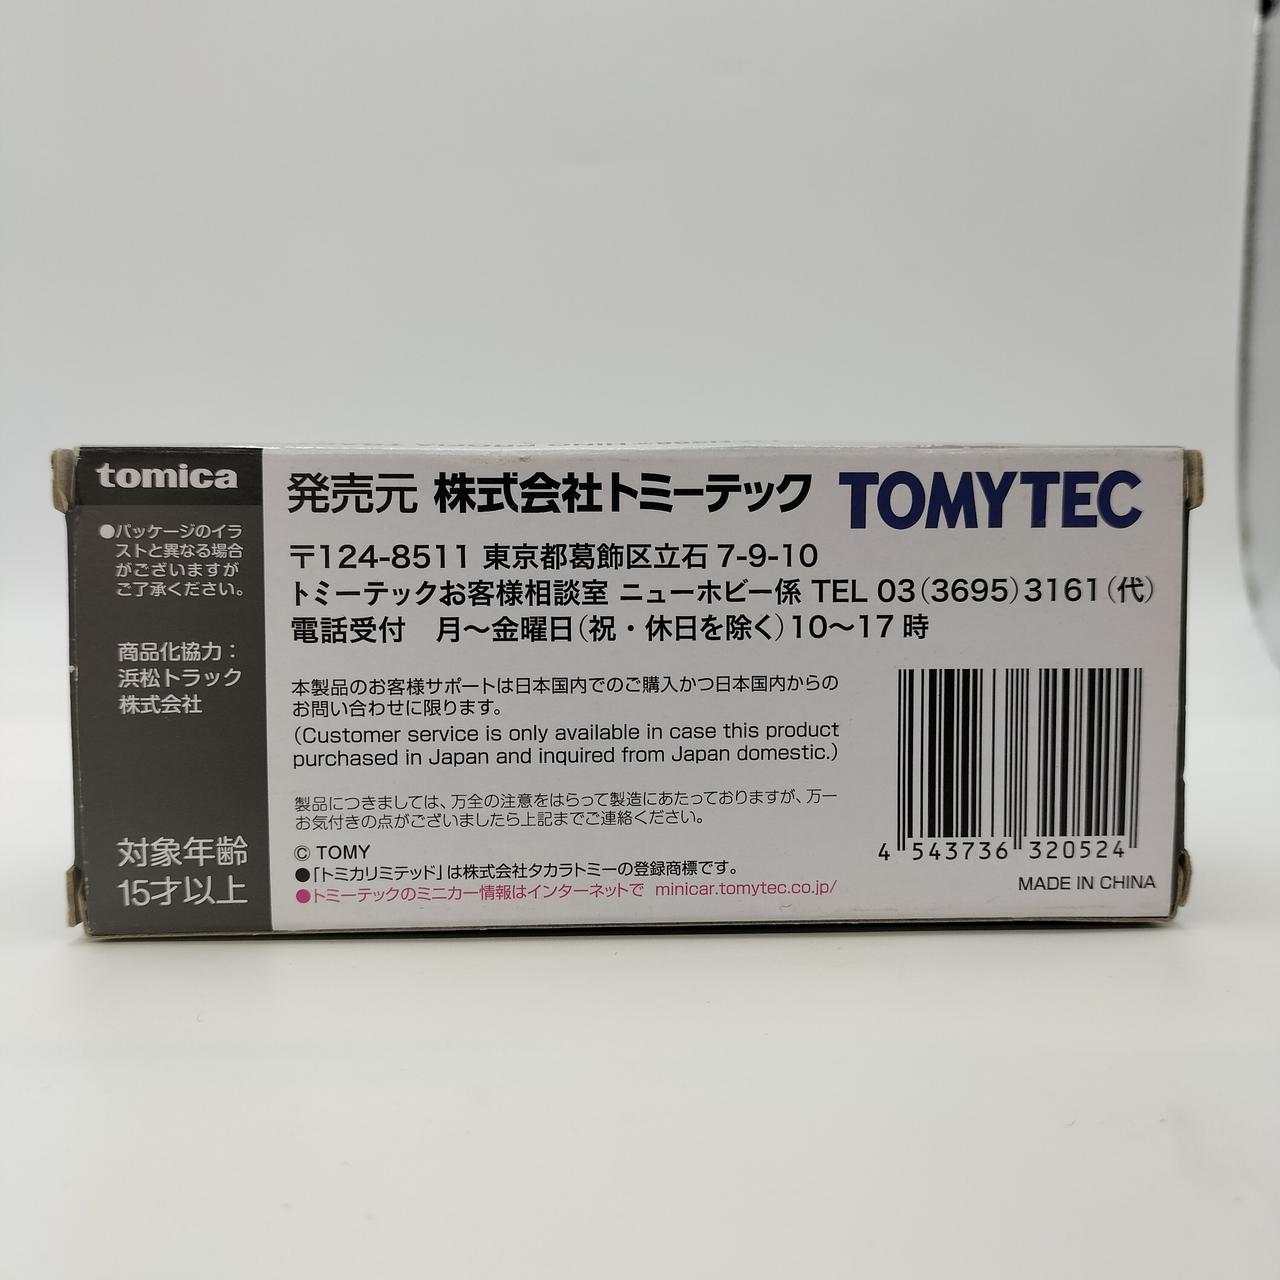 tomica
●パッケージのイラ
ストと異なる場合
がございますが
ご了承ください。
商品化協力：
浜松トラック
株式会社
対象年齢
15才以上
発売元 株式会社トミーテック TOMYTEC
〒124-8511 東京都葛飾区立石7-9-10
トミーテックお客様相談室 ニューホビー係 TEL 03(3695)3161(代)
電話受付　月〜金曜日(祝・休日を除く)10〜17時
本製品のお客様サポートは日本国内でのご購入かつ日本国内からの
お問い合わせに限ります。
(Customer service is only available in case this product
purchased in Japan and inquired from Japan domestic.)
製品につきましては、万全の注意をはらって製造にあたっておりますが、万一
お気付きの点がございましたら上記までご連絡ください。
© TOMY
●「トミカリミテッド」は株式会社タカラトミーの登録商標です。
●トミーテックのミニカー情報はインターネットで minicar.tomytec.co.jp/
4 543736 320524
MADE IN CHINA